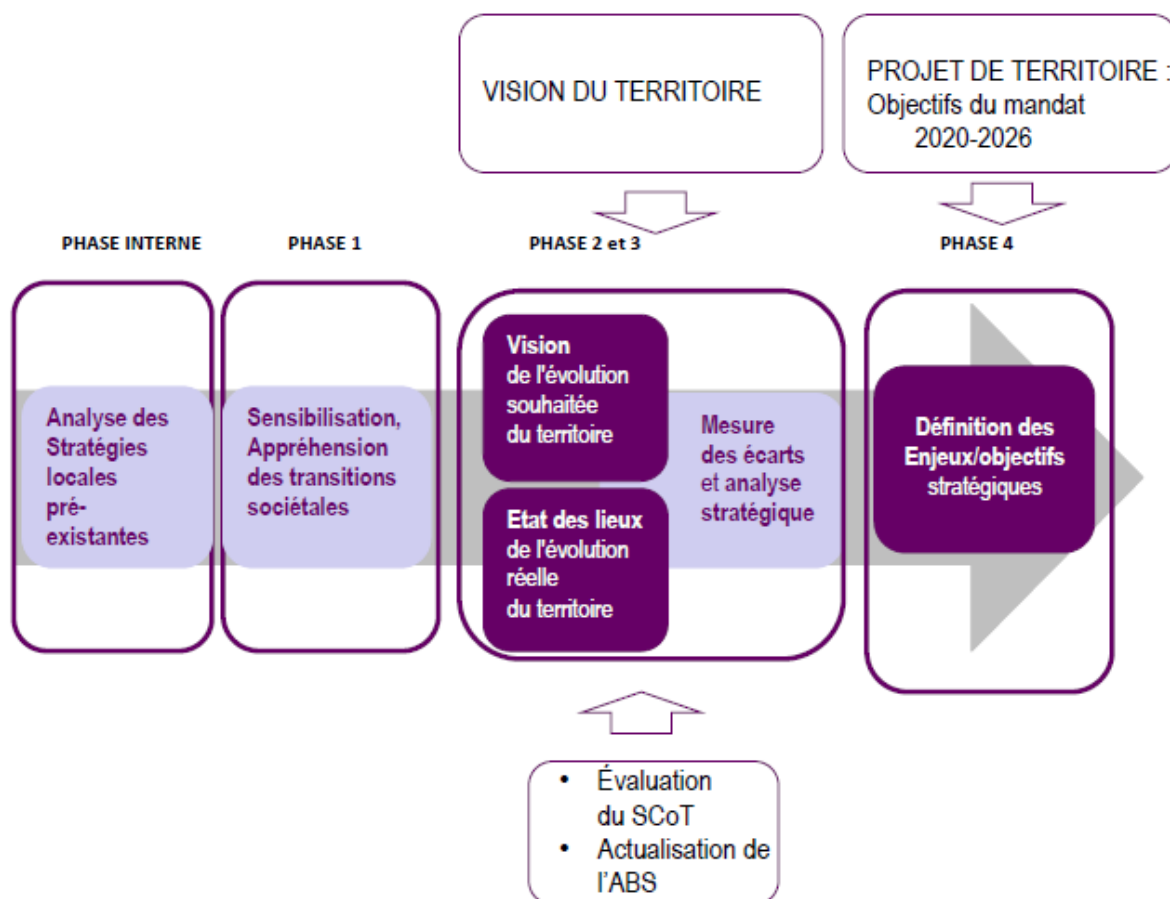 VISION DU TERRITOIRE
PROJET DE TERRITOIRE :
Objectifs du mandat
2020-2026
PHASE INTERNE
PHASE 1
PHASE 2 et 3
PHASE 4
Analyse des
Stratégies
locales
pré-
existantes
Sensibilisation,
Appréhension
des transitions
sociétales
Vision
de l'évolution
souhaitée
du territoire
Etat des lieux
de l'évolution
réelle
du territoire
Mesure
des écarts
et analyse
stratégique
Définition des
Enjeux/objectifs
stratégiques
• Évaluation
du SCoT
• Actualisation de
l'ABS